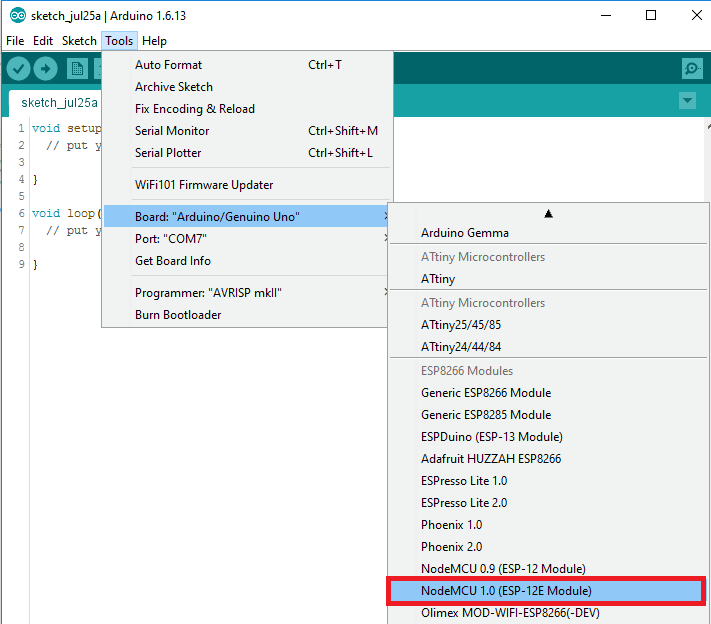 sketch_jul25a | Arduino 1.6.13
File Edit Sketch Tools Help
sketch_jul25a
1 void setup
2 // put y
3
4 }
5
6 void loop(
7 // put y
8
9 }
Auto Format Ctrl+T
Archive Sketch
Fix Encoding & Reload
Serial Monitor Ctrl+Shift+M
Serial Plotter Ctrl+Shift+L
WiFi101 Firmware Updater
Board: "Arduino/Genuino Uno"
Port: "COM7"
Get Board Info
Programmer: "AVRISP mkII"
Burn Bootloader
Arduino Gemma
ATtiny Microcontrollers
ATtiny
ATtiny Microcontrollers
ATtiny25/45/85
ATtiny24/44/84
ESP8266 Modules
Generic ESP8266 Module
Generic ESP8285 Module
ESPDuino (ESP-13 Module)
Adafruit HUZZAH ESP8266
ESPresso Lite 1.0
ESPresso Lite 2.0
Phoenix 1.0
Phoenix 2.0
NodeMCU 0.9 (ESP-12 Module)
NodeMCU 1.0 (ESP-12E Module)
Olimex MOD-WIFI-ESP8266(-DEV)